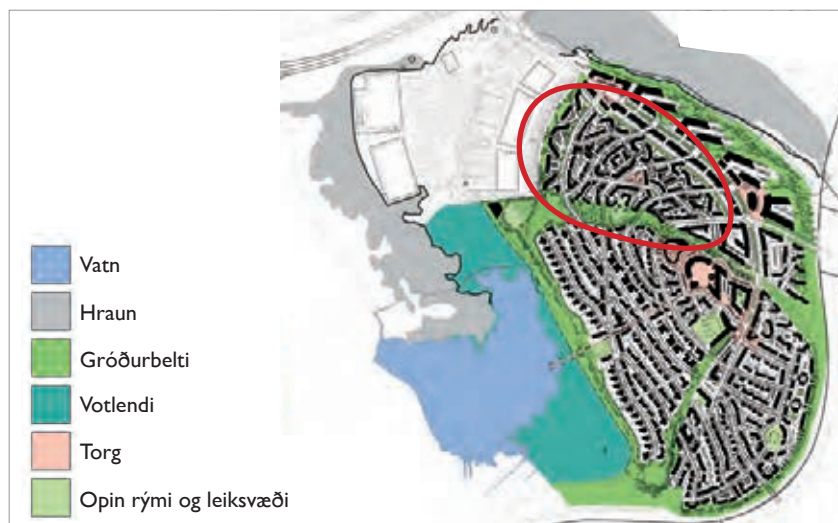 Vatn
Hraun
Gróðurbelti
Votlendi
Torg
Opin rými og leiksvæði